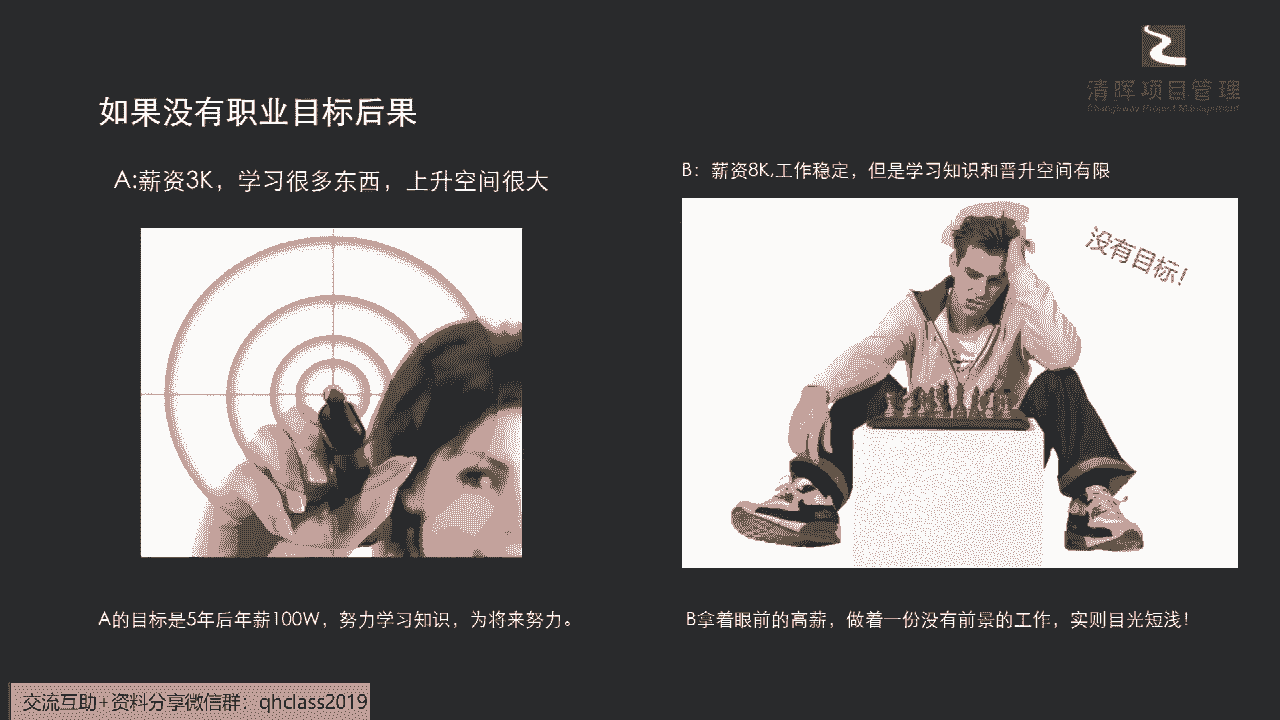 清晖项目管理
如果没有职业目标后果
A:薪资3K，学习很多东西，上升空间很大
B：薪资8K,工作稳定，但是学习知识和晋升空间有限
没有目标！
A的目标是5年后年薪100W，努力学习知识，为将来努力。
B拿着眼前的高薪，做着一份没有前景的工作，实则目光短浅！
交流互助+资料分享微信群：qhclass2019